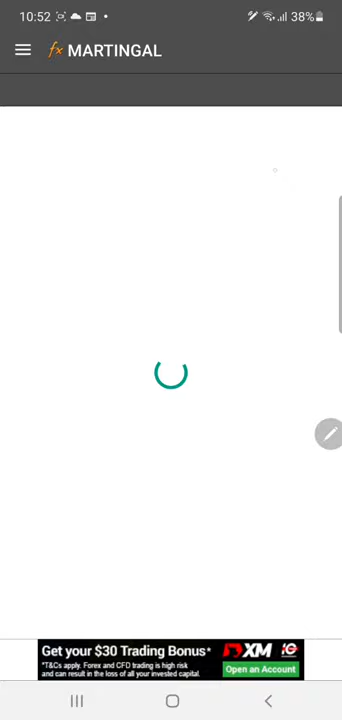 10:52 38%
fx MARTINGAL
Get your $30 Trading Bonus* XM
*T&Cs apply. Forex and CFD trading is high risk
and can result in the loss of all your invested capital.
Open an Account